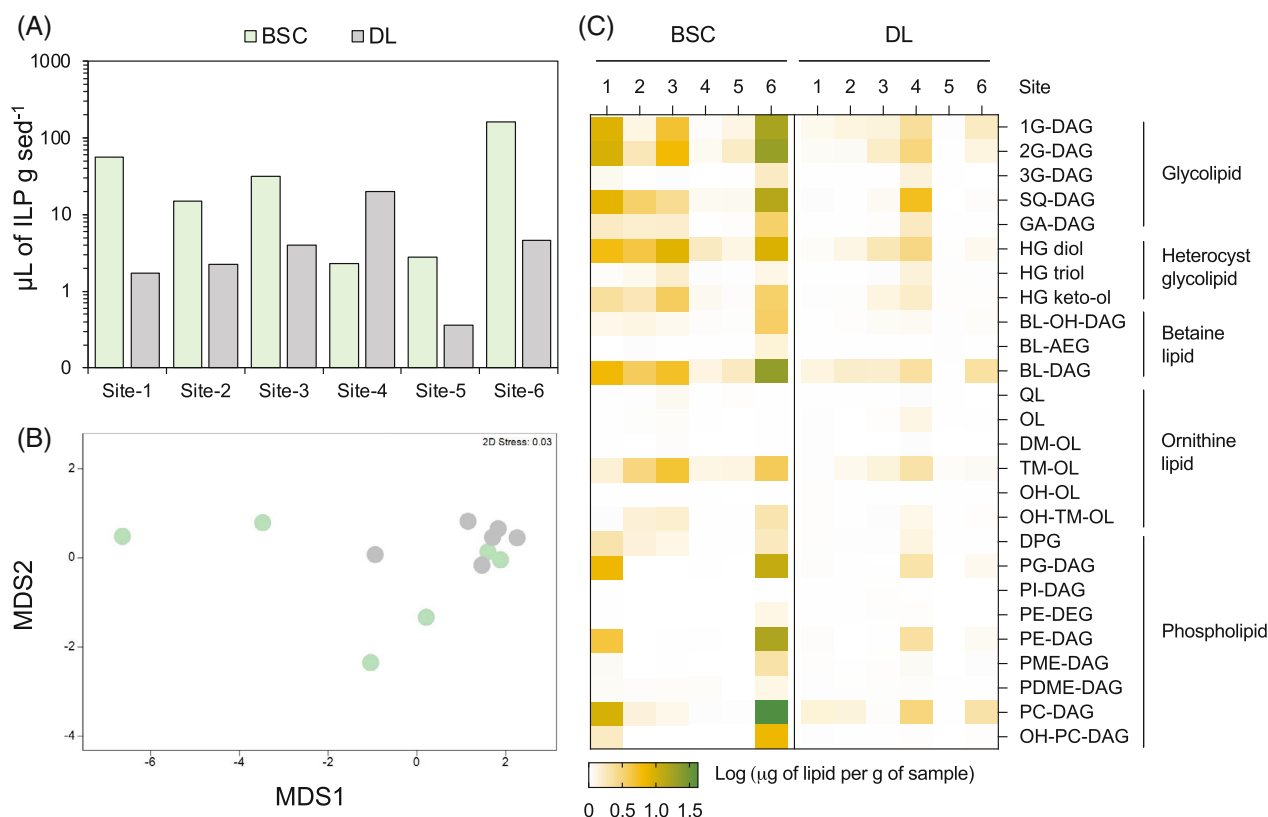 (A)
BSC DL
1000
100
10
1
0
µL of ILP g sed-1
Site-1 Site-2 Site-3 Site-4 Site-5 Site-6
(B)
2D Stress: 0.03
2
0
-2
-4
MDS2
-6 -4 -2 0 2
MDS1
(C)
BSC DL
1 2 3 4 5 6 1 2 3 4 5 6 Site
1G-DAG
2G-DAG
3G-DAG
SQ-DAG
GA-DAG
Glycolipid
HG diol
HG triol
HG keto-ol
Heterocyst
glycolipid
BL-OH-DAG
BL-AEG
BL-DAG
Betaine
lipid
QL
OL
DM-OL
TM-OL
OH-OL
OH-TM-OL
Ornithine
lipid
DPG
PG-DAG
PI-DAG
PE-DEG
PE-DAG
PME-DAG
PDME-DAG
PC-DAG
OH-PC-DAG
Phospholipid
Log (µg of lipid per g of sample)
0 0.5 1.0 1.5